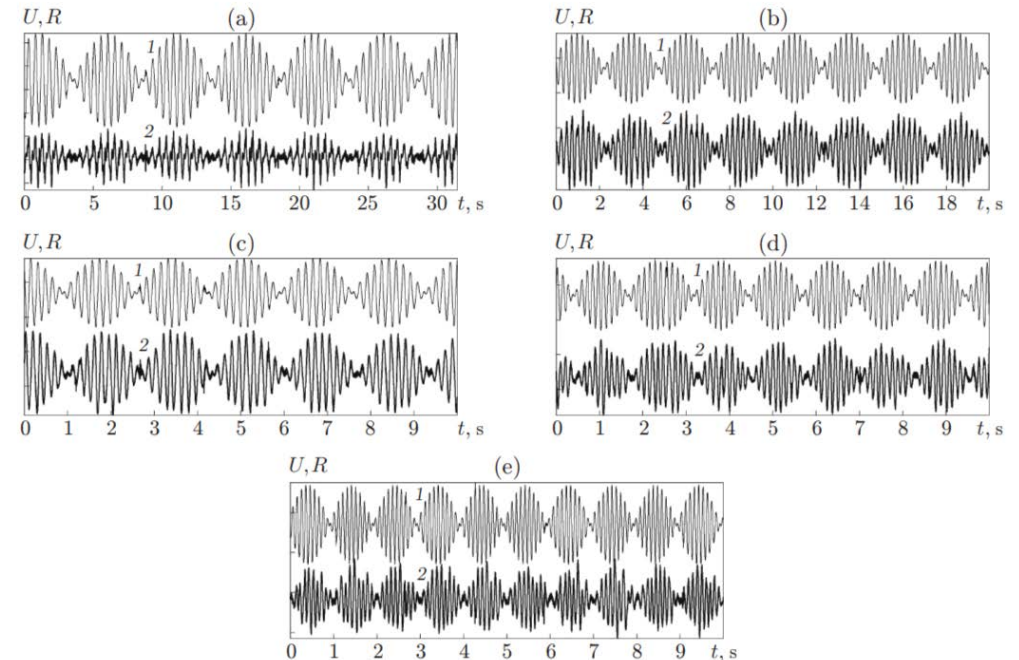 U, R (a)
1
2
0 5 10 15 20 25 30 t, s
U, R (b)
1
2
0 2 4 6 8 10 12 14 16 18 t, s
U, R (c)
1
2
0 1 2 3 4 5 6 7 8 9 t, s
U, R (d)
1
2
0 1 2 3 4 5 6 7 8 9 t, s
U, R (e)
1
2
0 1 2 3 4 5 6 7 8 9 t, s